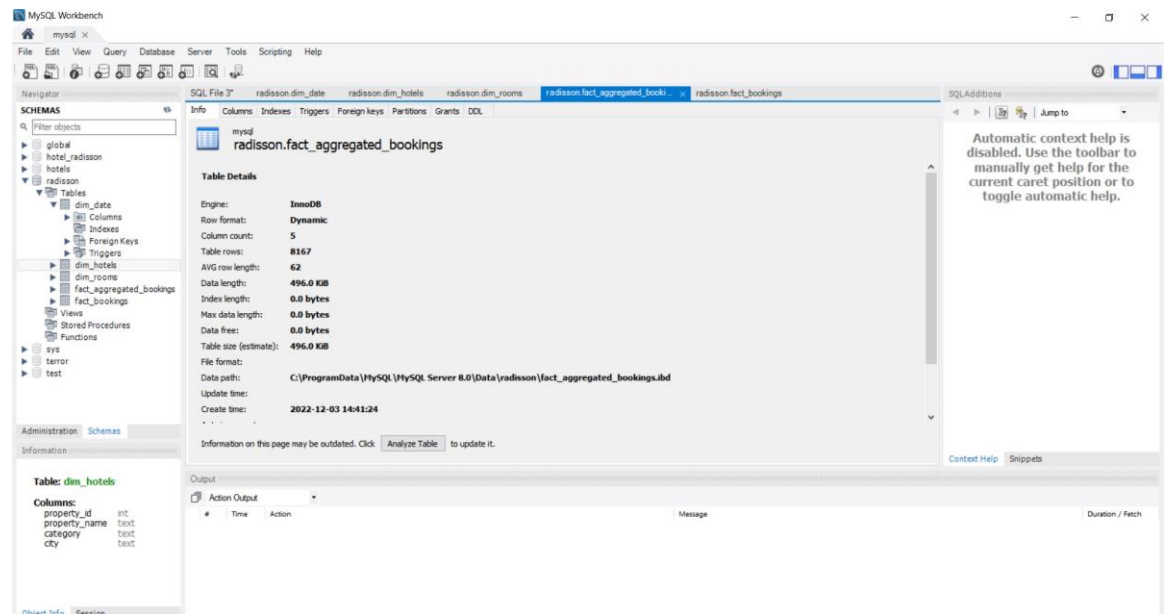 MySQL Workbench
mysql
File Edit View Query Database Server Tools Scripting Help
Navigator
SCHEMAS
Filter objects
global
hotel_radisson
hotels
radisson
Tables
dim_date
Columns
Indexes
Foreign Keys
Triggers
dim_hotels
dim_rooms
fact_aggregated_bookings
fact_bookings
Views
Stored Procedures
Functions
sys
terror
test
Administration Schemas
Information
Table: dim_hotels
Columns:
property_id int
property_name text
category text
city text
Object Info Session
SQL File 3* radisson.dim_date radisson.dim_hotels radisson.dim_rooms radisson.fact_aggregated_booki... radisson.fact_bookings
Info Columns Indexes Triggers Foreign keys Partitions Grants DDL
mysql
radisson.fact_aggregated_bookings
Table Details
Engine: InnoDB
Row format: Dynamic
Column count: 5
Table rows: 8167
AVG row length: 62
Data length: 496.0 KiB
Index length: 0.0 bytes
Max data length: 0.0 bytes
Data free: 0.0 bytes
Table size (estimate): 496.0 KiB
File format:
Data path: C:\ProgramData\MySQL\MySQL Server 8.0\Data\radisson\fact_aggregated_bookings.ibd
Update time:
Create time: 2022-12-03 14:41:24
Information on this page may be outdated. Click Analyze Table to update it.
Output
Action Output
# Time Action Message Duration / Fetch
SQLAdditions
Jump to
Automatic context help is
disabled. Use the toolbar to
manually get help for the
current caret position or to
toggle automatic help.
Context Help Snippets